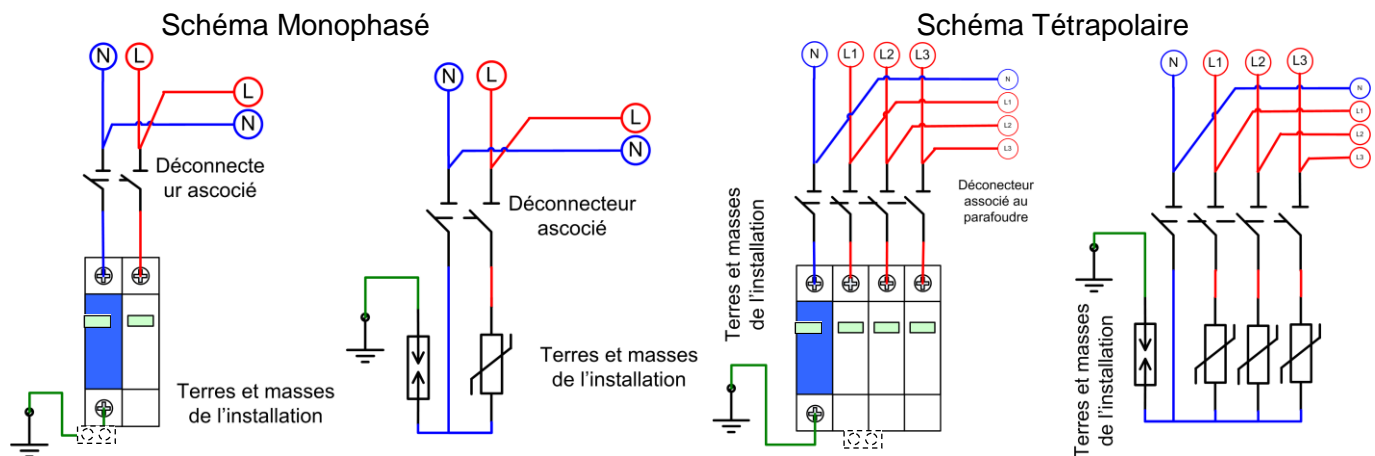 Schéma Monophasé
N L
L
N
Déconnecte
ur ascocié
Terres et masses
de l'installation
N L
L
N
Déconnecteur
ascocié
Terres et masses
de l'installation
Schéma Tétrapolaire
N L1 L2 L3
N
L1
L2
L3
Déconecteur
associé au
parafoudre
Terres et masses
de l'installation
N L1 L2 L3
N
L1
L2
L3
Terres et masses
de l'installation